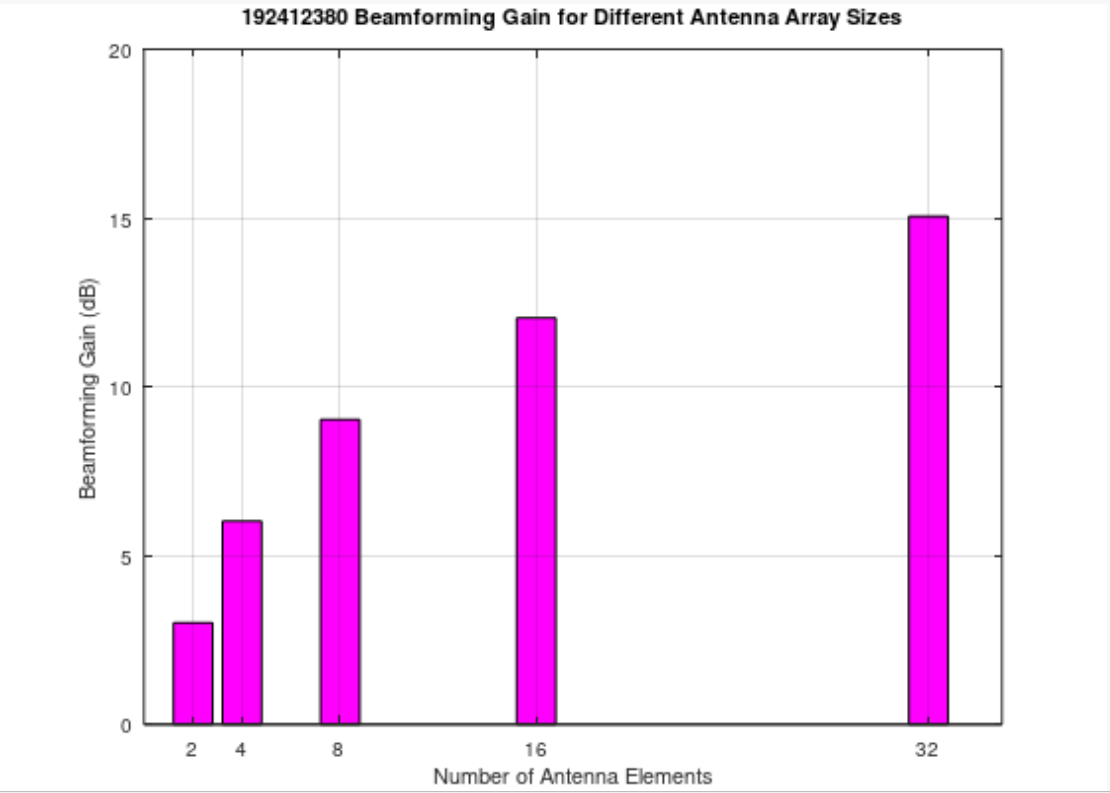 192412380 Beamforming Gain for Different Antenna Array Sizes
20
15
10
5
0
Beamforming Gain (dB)
2 4 8 16 32
Number of Antenna Elements